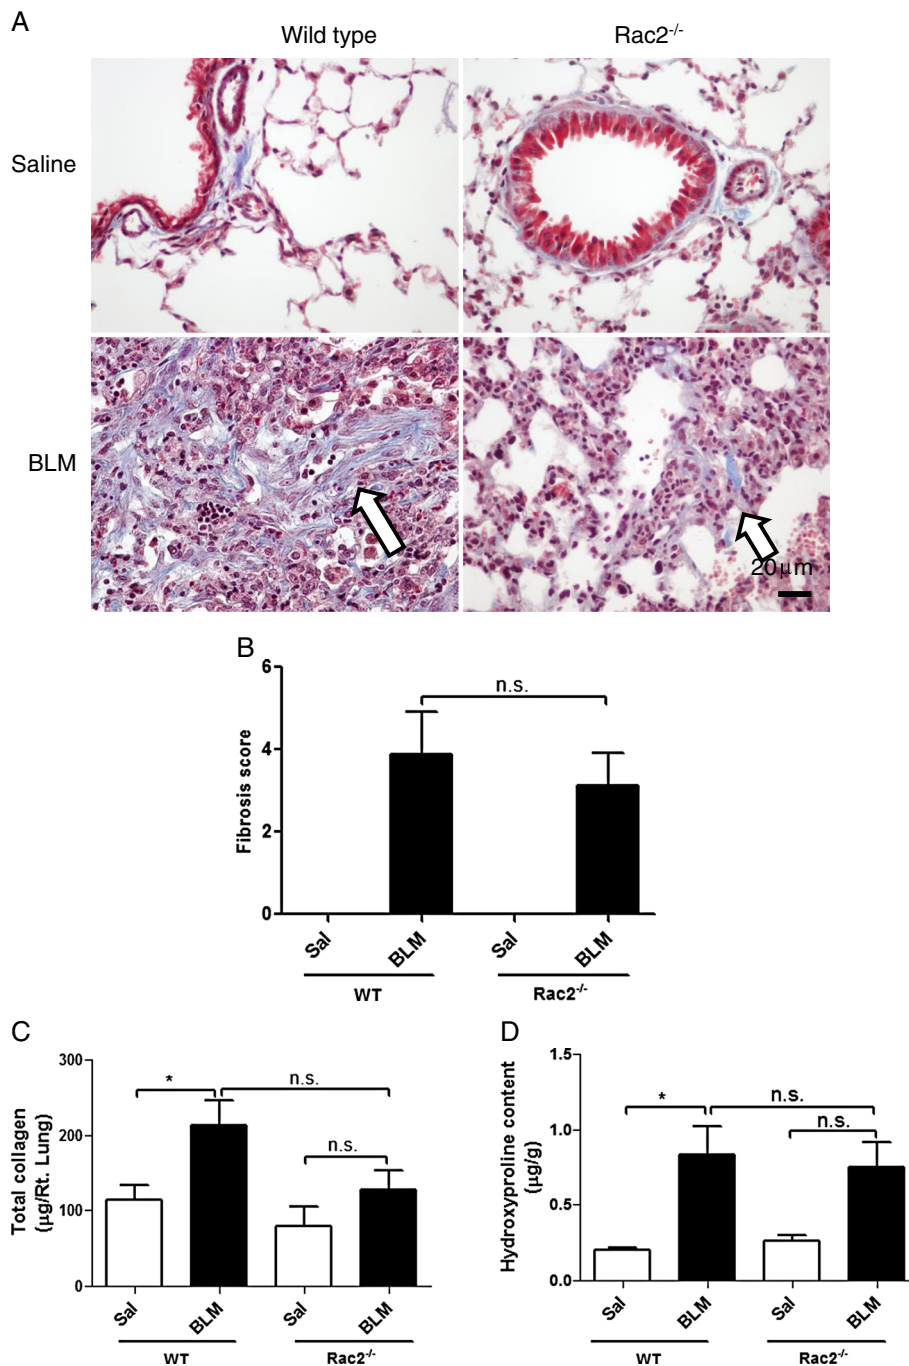 A
Wild type Rac2-/-
Saline
BLM
20µm
B
6
n.s.
4
Fibrosis score
2
0
Sal BLM Sal BLM
WT Rac2-/-
C
300
* n.s.
200
n.s.
Total collagen
(µg/Rt. Lung)
100
0
Sal BLM Sal BLM
WT Rac2-/-
D
1.5
* n.s.
n.s.
1.0
Hydroxyproline content
(µg/g)
0.5
0.0
Sal BLM Sal BLM
WT Rac2-/-